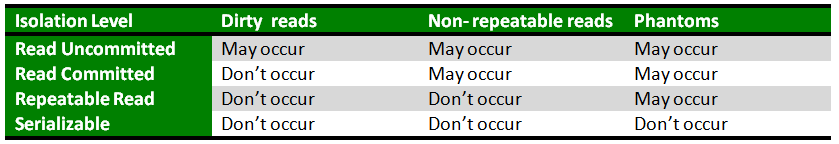 Isolation Level Dirty reads Non- repeatable reads Phantoms
Read Uncommitted May occur May occur May occur
Read Committed Don’t occur May occur May occur
Repeatable Read Don’t occur Don’t occur May occur
Serializable Don’t occur Don’t occur Don’t occur